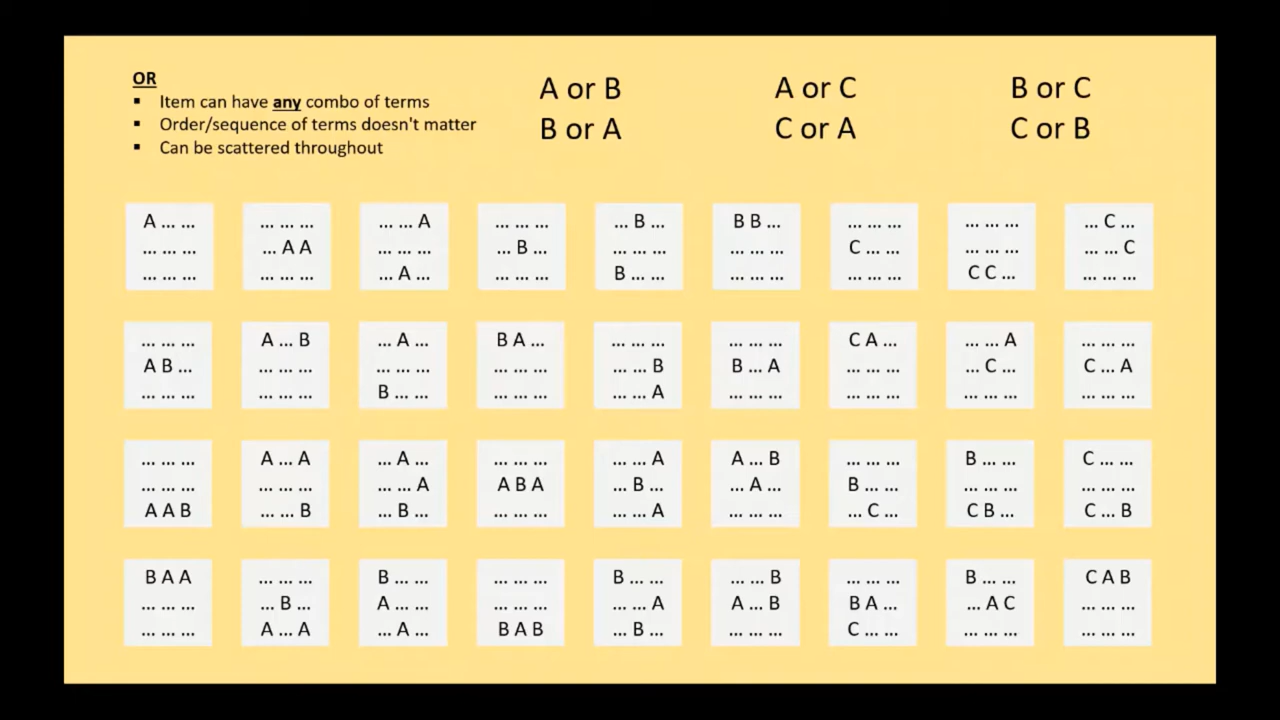 OR
▪ Item can have any combo of terms
▪ Order/sequence of terms doesn't matter
▪ Can be scattered throughout
A or B
B or A
A or C
C or A
B or C
C or B
A ... ...
... ... ...
... ... ...
... ... ...
... A A
... ... ...
... ... A
... ... ...
... A ...
... ... ...
... B ...
... ... ...
... B ...
... ... ...
B ... ...
B B ...
... ... ...
... ... ...
... ... ...
C ... ...
... ... ...
... ... ...
... ... ...
C C ...
... C ...
... ... C
... ... ...
... ... ...
A B ...
... ... ...
A ... B
... ... ...
... ... ...
... A ...
... ... ...
B ... ...
B A ...
... ... ...
... ... ...
... ... ...
... ... B
... ... A
... ... ...
B ... A
... ... ...
C A ...
... ... ...
... ... ...
... ... A
... C ...
... ... ...
... ... ...
C ... A
... ... ...
... ... ...
... ... ...
A A B
A ... A
... ... ...
... ... B
... A ...
... ... A
... B ...
... ... ...
A B A
... ... ...
... ... A
... B ...
... ... A
A ... B
... A ...
... ... ...
... ... ...
B ... ...
... C ...
B ... ...
... ... ...
C B ...
C ... ...
... ... ...
C ... B
B A A
... ... ...
... ... ...
... ... ...
... B ...
A ... A
B ... ...
A ... ...
... A ...
... ... ...
... ... ...
B A B
B ... ...
... ... A
... B ...
... ... B
A ... B
... ... ...
... ... ...
B A ...
C ... ...
B ... ...
... A C
... ... ...
C A B
... ... ...
... ... ...